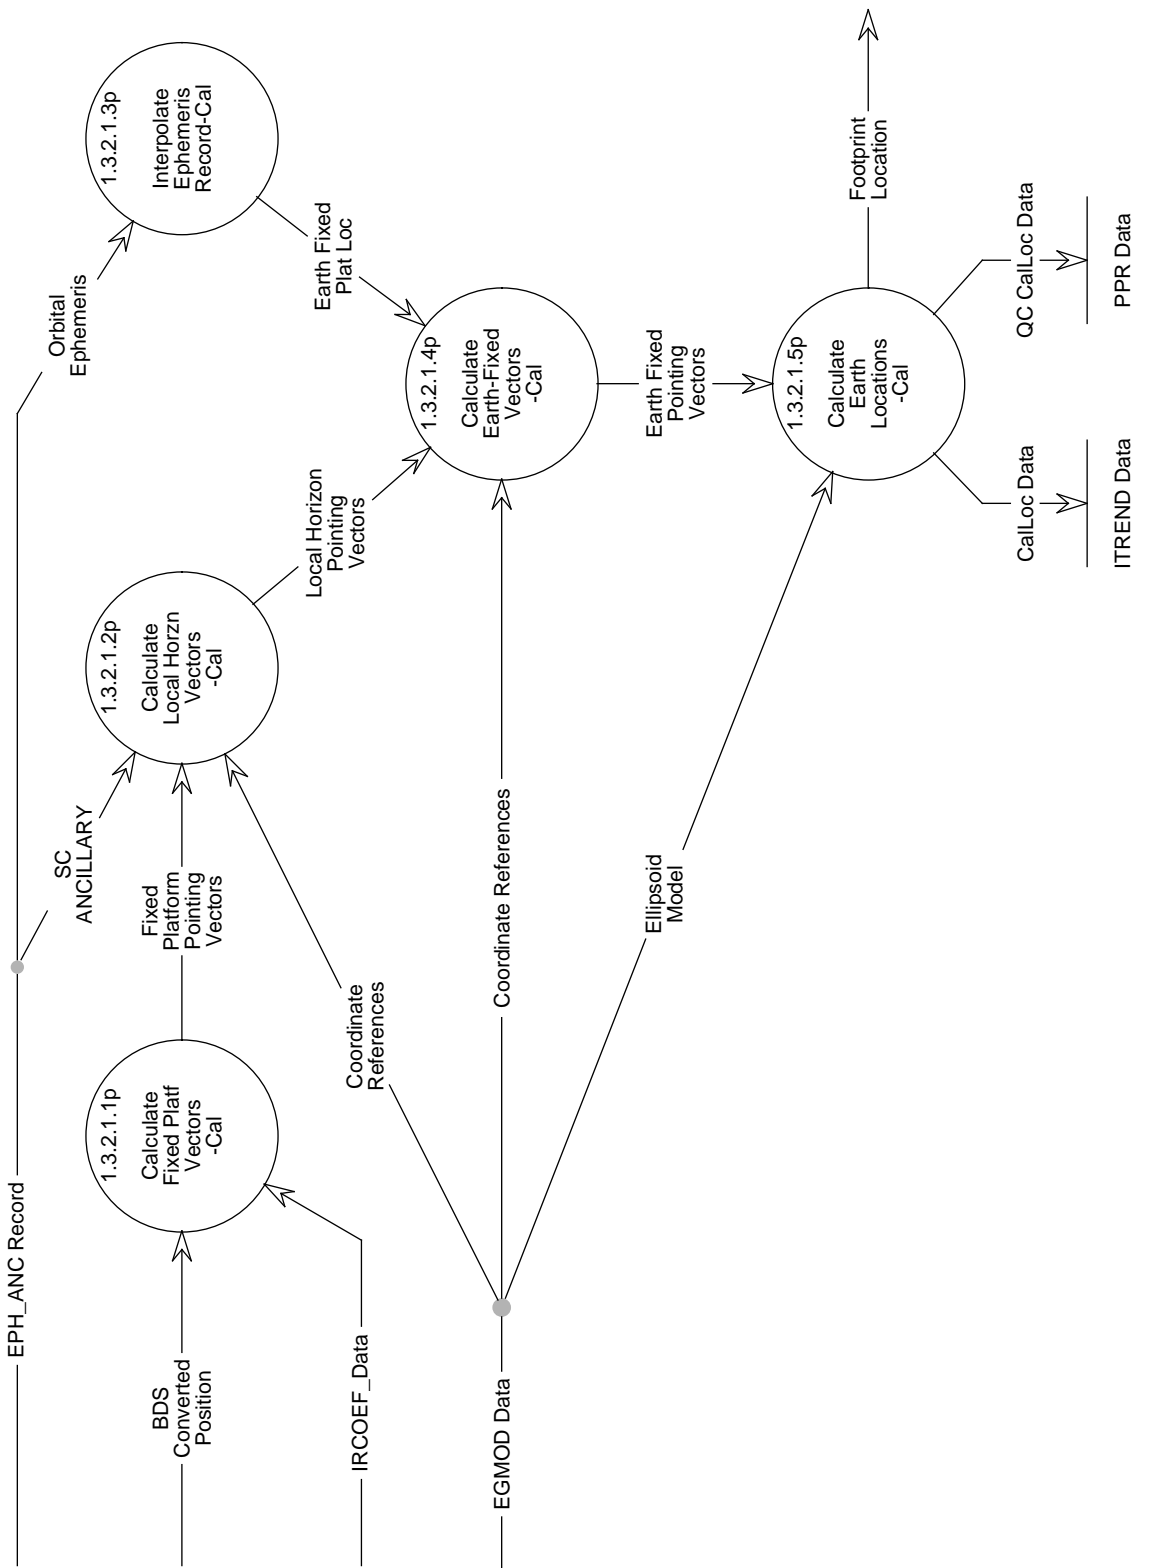 EPH_ANC Record
SC
ANCILLARY
Orbital
Ephemeris
BDS
Converted
Position
1.3.2.1.1p
Calculate
Fixed Platf
Vectors
-Cal
Fixed
Platform
Pointing
Vectors
1.3.2.1.2p
Calculate
Local Horzn
Vectors
-Cal
1.3.2.1.3p
Interpolate
Ephemeris
Record-Cal
IRCOEF_Data
Coordinate
References
Local Horizon
Pointing
Vectors
Earth Fixed
Plat Loc
EGMOD Data
Coordinate References
1.3.2.1.4p
Calculate
Earth-Fixed
Vectors
-Cal
Ellipsoid
Model
Earth Fixed
Pointing
Vectors
1.3.2.1.5p
Calculate
Earth
Locations
-Cal
Footprint
Location
CalLoc Data
QC CalLoc Data
ITREND Data
PPR Data